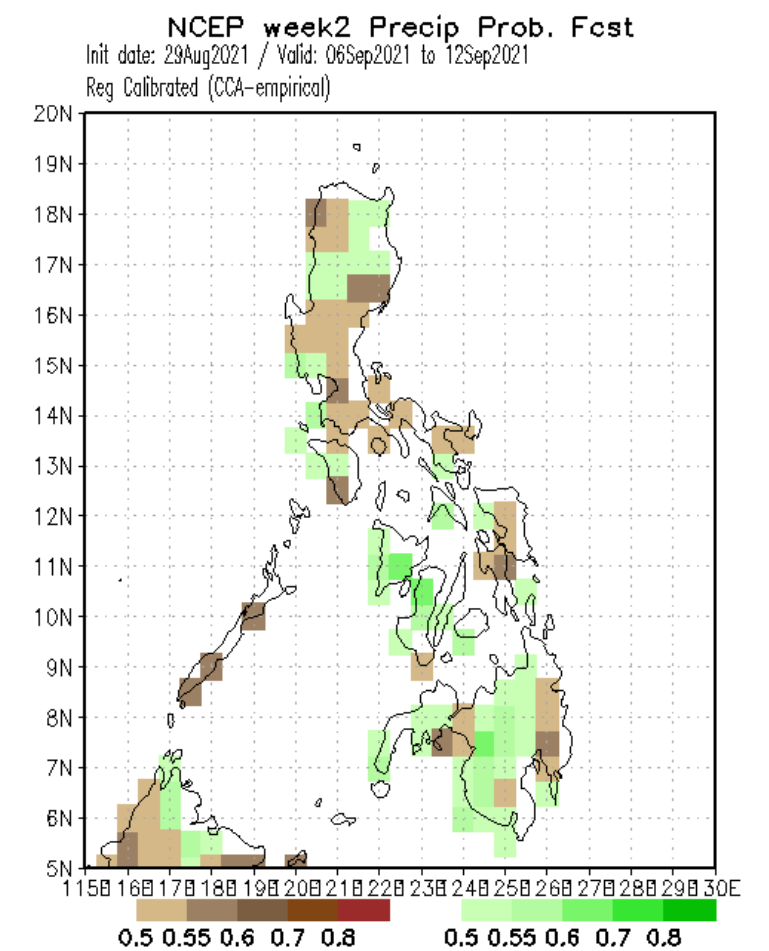 NCEP week2 Precip Prob. Fcst
Init date: 29Aug2021 / Valid: 06Sep2021 to 12Sep2021
Reg Calibrated (CCA-empirical)
20N
19N
18N
17N
16N
15N
14N
13N
12N
11N
10N
9N
8N
7N
6N
5N
115E 116E 117E 118E 119E 120E 121E 122E 123E 124E 125E 126E 127E 128E 129E 130E
0.5 0.55 0.6 0.7 0.8 0.5 0.55 0.6 0.7 0.8